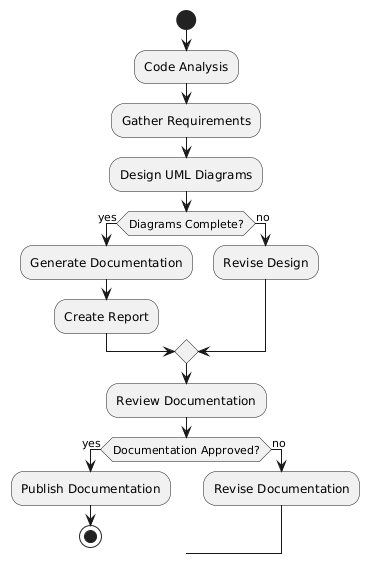 Code Analysis
Gather Requirements
Design UML Diagrams
yes
Diagrams Complete?
no
Generate Documentation
Revise Design
Create Report
Review Documentation
yes
Documentation Approved?
no
Publish Documentation
Revise Documentation